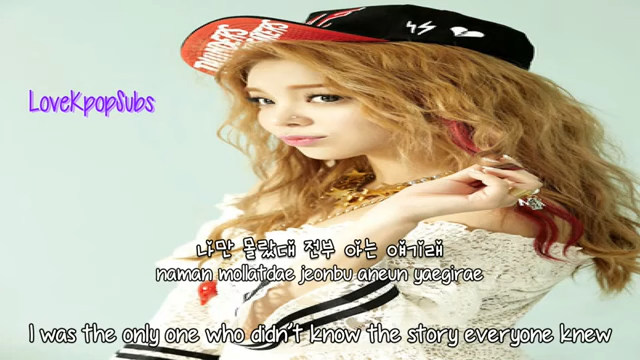 LoveKpopSubs
나만 몰랐대 전부 아는 얘기래
naman mollatdae jeonbu aneun yaegirae
I was the only one who didn't know the story everyone knew